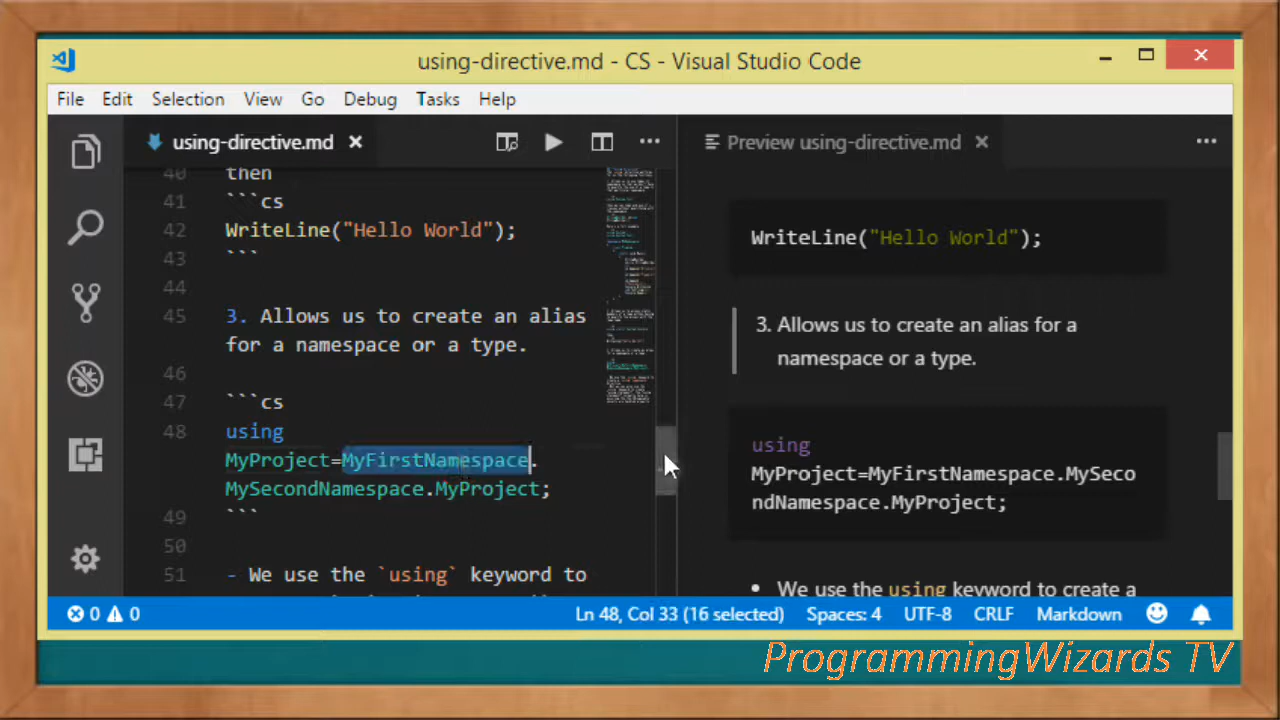 using-directive.md - CS - Visual Studio Code
File Edit Selection View Go Debug Tasks Help
using-directive.md
40 then
41 ```cs
42 WriteLine("Hello World");
43 ```
44
45 3. Allows us to create an alias
for a namespace or a type.
46
47 ```cs
48 using
MyProject=MyFirstNamespace.
MySecondNamespace.MyProject;
49 ```
50
51 - We use the `using` keyword to
Preview using-directive.md
WriteLine("Hello World");
3. Allows us to create an alias for a
namespace or a type.
using
MyProject=MyFirstNamespace.MySeco
ndNamespace.MyProject;
• We use the using keyword to create a
0 0 Ln 48, Col 33 (16 selected) Spaces: 4 UTF-8 CRLF Markdown
ProgrammingWizards TV